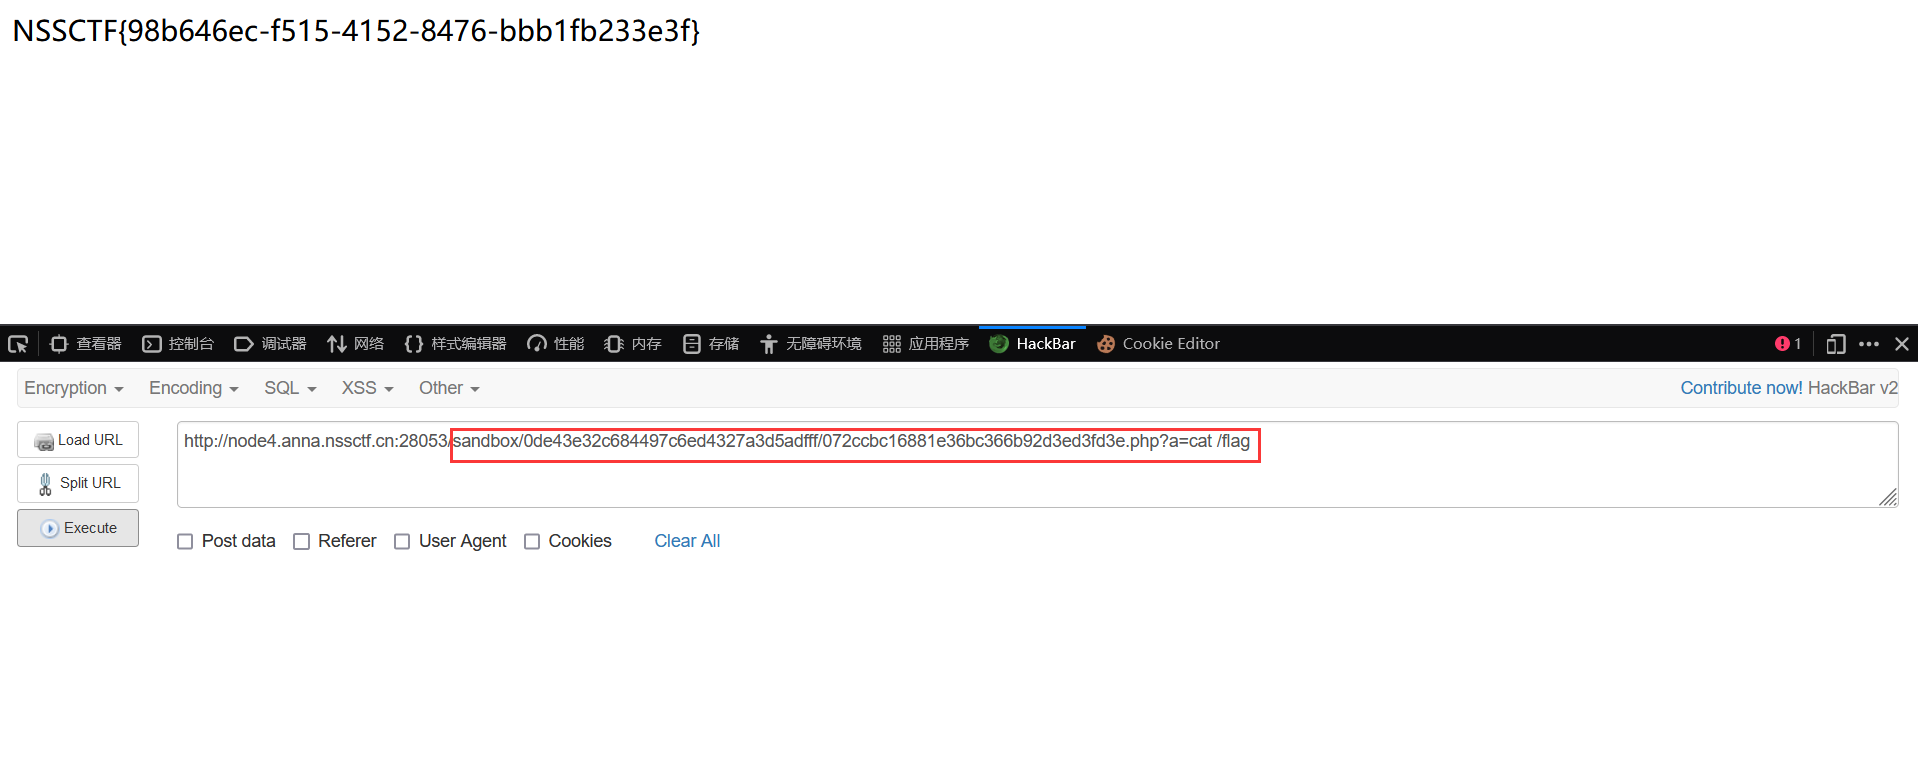 NSSCTF{98b646ec-f515-4152-8476-bbb1fb233e3f}
查看器 控制台 调试器 网络 样式编辑器 性能 内存 存储 无障碍环境 应用程序 HackBar Cookie Editor 1
Encryption Encoding SQL XSS Other Contribute now! HackBar v2
Load URL
http://node4.anna.nssctf.cn:28053/sandbox/0de43e32c684497c6ed4327a3d5adfff/072ccbc16881e36bc366b92d3ed3fd3e.php?a=cat /flag
Split URL
Execute
Post data Referer User Agent Cookies Clear All